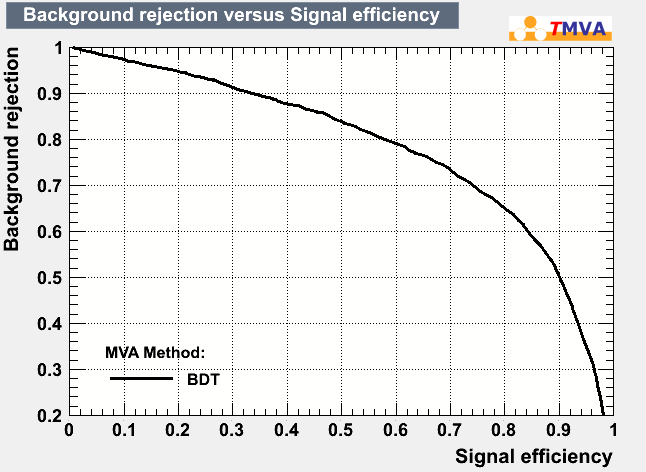 Background rejection versus Signal efficiency
TMVA
Background rejection
1
0.9
0.8
0.7
0.6
0.5
0.4
0.3
0.2
MVA Method:
BDT
0 0.1 0.2 0.3 0.4 0.5 0.6 0.7 0.8 0.9 1
Signal efficiency